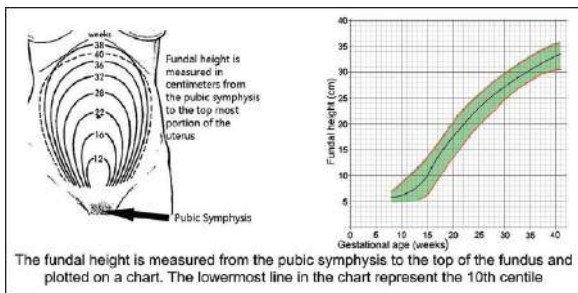 weeks
38
40
36
32
28
22
16
12
Fundal height is
measured in
centimeters from
the pubic symphysis
to the top most
portion of the
uterus
Pubic Symphysis
Fundal height (cm)
40
35
30
25
20
15
10
5
0 5 10 15 20 25 30 35 40
Gestational age (weeks)
The fundal height is measured from the pubic symphysis to the top of the fundus and
plotted on a chart. The lowermost line in the chart represent the 10th centile